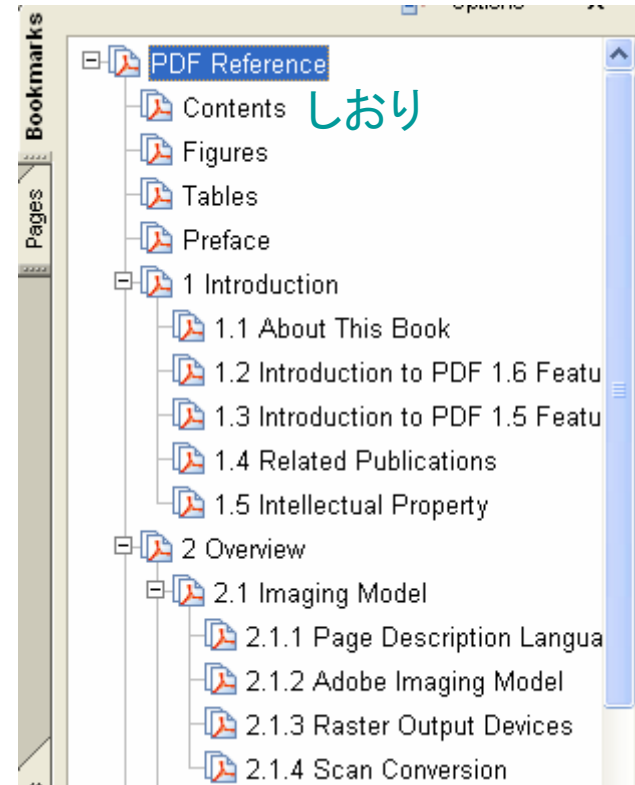 Options
Bookmarks
PDF Reference
Contents しおり
Figures
Pages
Tables
Preface
1 Introduction
1.1 About This Book
1.2 Introduction to PDF 1.6 Featu
1.3 Introduction to PDF 1.5 Featu
1.4 Related Publications
1.5 Intellectual Property
2 Overview
2.1 Imaging Model
2.1.1 Page Description Langua
2.1.2 Adobe Imaging Model
2.1.3 Raster Output Devices
2.1.4 Scan Conversion